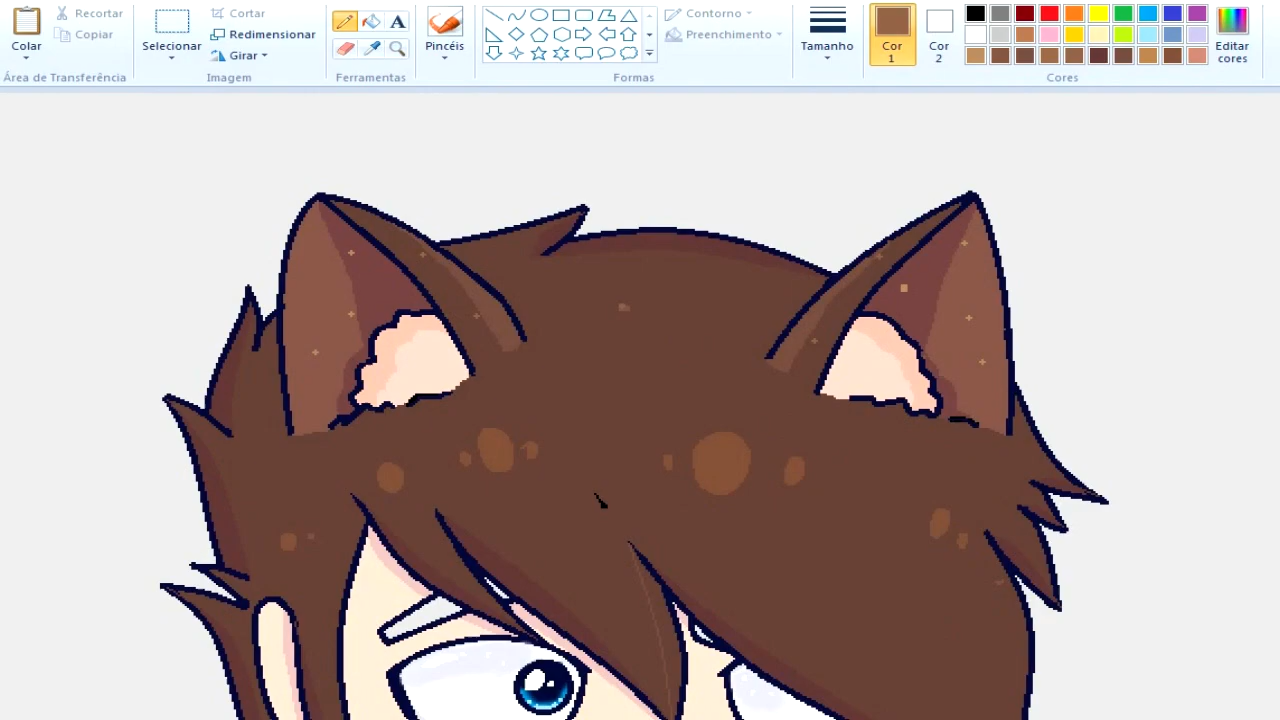 Colar
Recortar
Copiar
Área de Transferência
Selecionar
Cortar
Redimensionar
Girar
Imagem
A
Ferramentas
Pincéis
Contorno
Preenchimento
Formas
Tamanho
Cor
1
Cor
2
Editar
cores
Cores